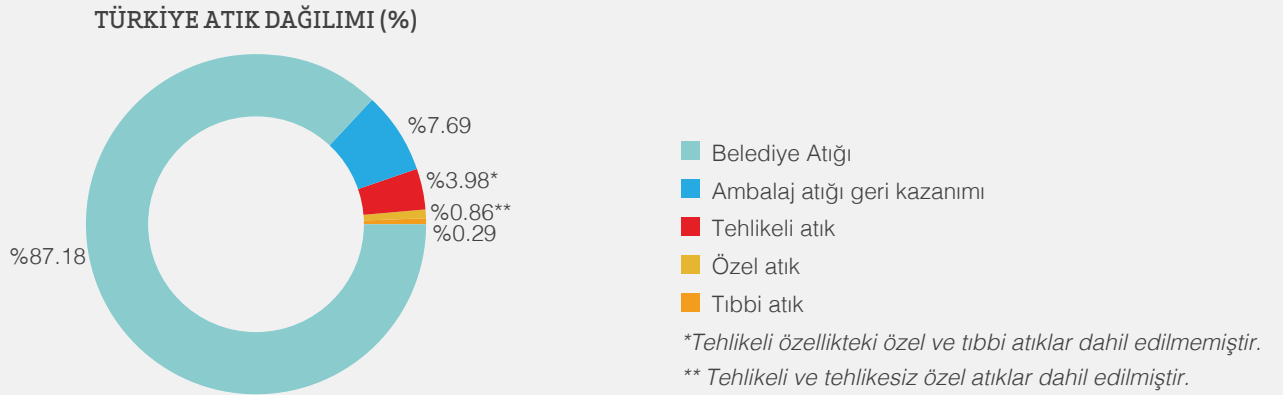 TÜRKİYE ATIK DAĞILIMI (%)
%7.69
%3.98*
%0.86**
%0.29
%87.18
Belediye Atığı
Ambalaj atığı geri kazanımı
Tehlikeli atık
Özel atık
Tıbbi atık
*Tehlikeli özellikteki özel ve tıbbi atıklar dahil edilmemiştir.
** Tehlikeli ve tehlikesiz özel atıklar dahil edilmiştir.